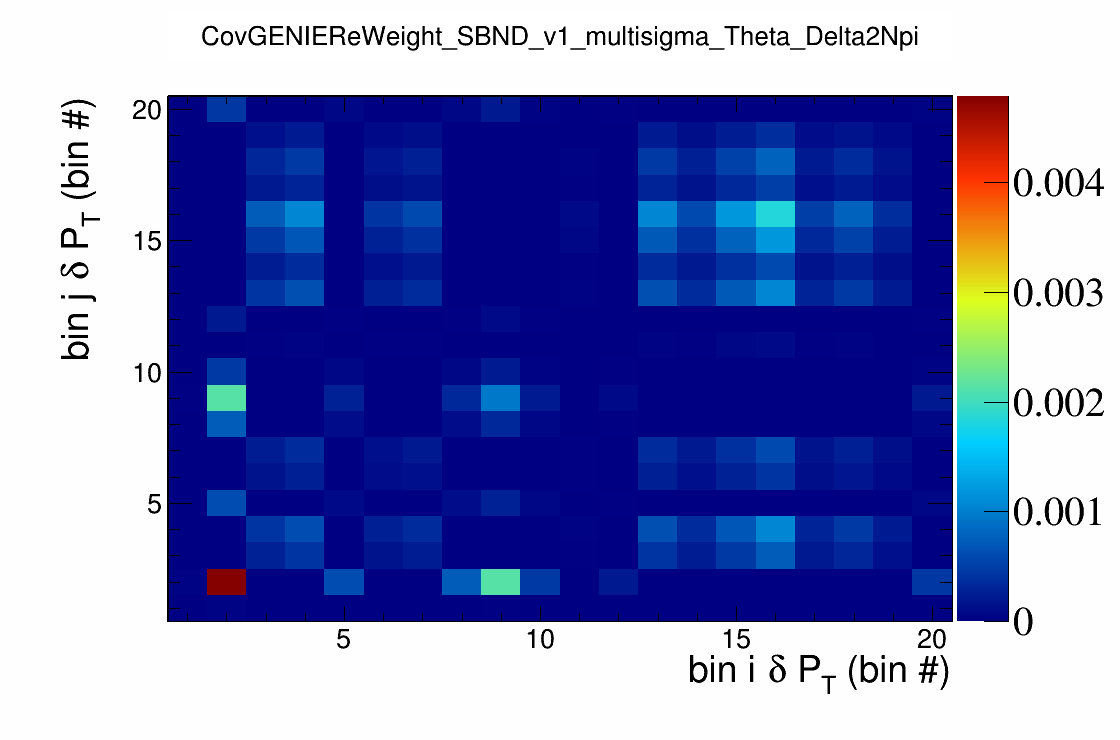 CovGENIEReWeight_SBND_v1_multisigma_Theta_Delta2Npi
bin j δ P_T (bin #)
20
15
10
5
5 10 15 20
bin i δ P_T (bin #)
0.004
0.003
0.002
0.001
0